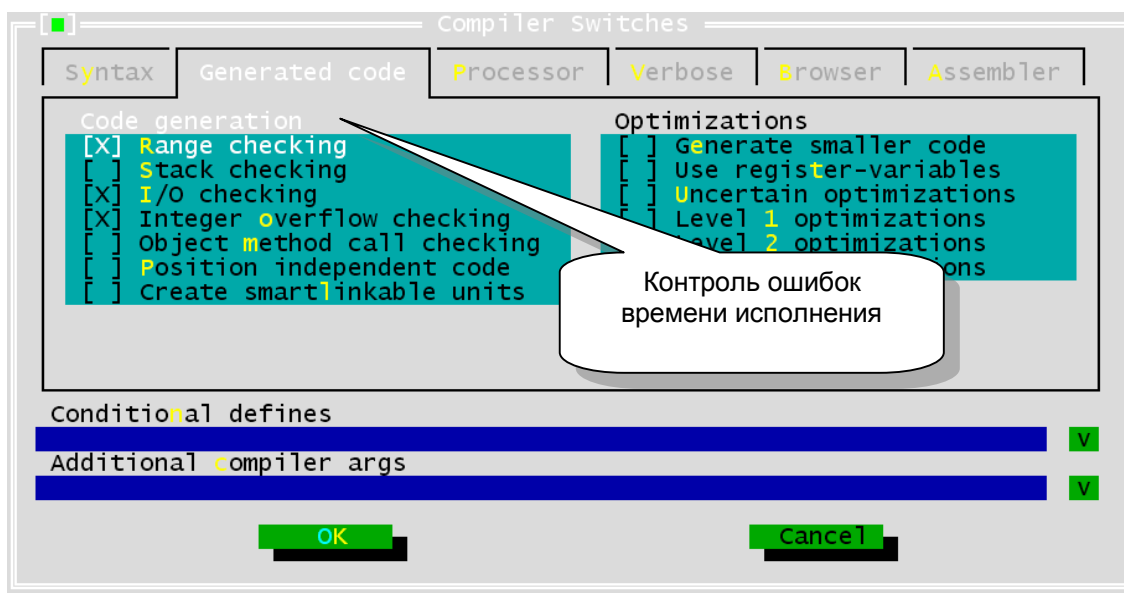 [■] Compiler Switches
Syntax Generated code Processor Verbose Browser Assembler
Code generation
[X] Range checking
[ ] Stack checking
[X] I/O checking
[X] Integer overflow checking
[ ] Object method call checking
[ ] Position independent code
[ ] Create smartlinkable units
Optimizations
[ ] Generate smaller code
[ ] Use register-variables
[ ] Uncertain optimizations
[ ] Level 1 optimizations
Level 2 optimizations
Контроль ошибок
времени исполнения
Conditional defines
v
Additional compiler args
v
OK Cancel